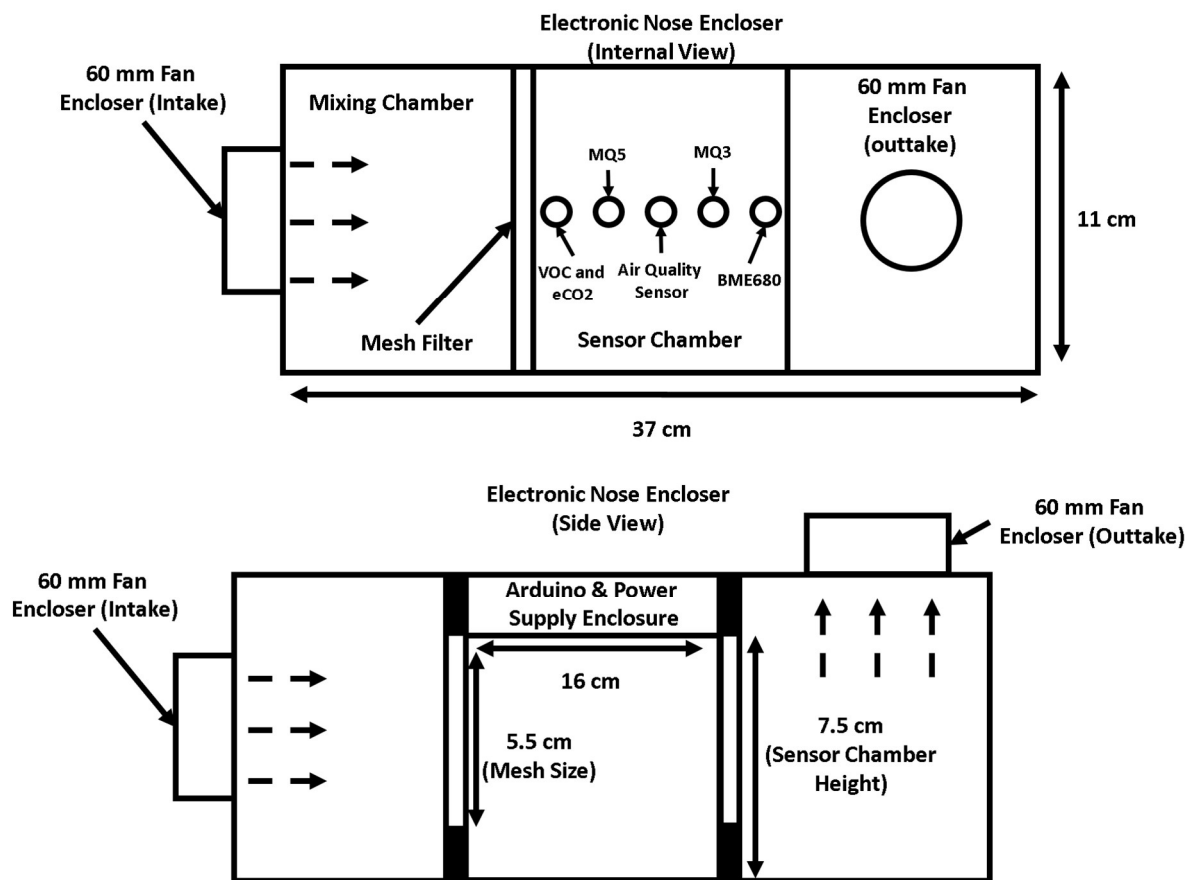 Electronic Nose Encloser
(Internal View)
60 mm Fan
Encloser (Intake)
Mixing Chamber
60 mm Fan
Encloser
(outtake)
MQ5
MQ3
11 cm
VOC and
eCO2
Air Quality
Sensor
BME680
Mesh Filter
Sensor Chamber
37 cm
Electronic Nose Encloser
(Side View)
60 mm Fan
Encloser (Outtake)
60 mm Fan
Encloser (Intake)
Arduino & Power
Supply Enclosure
16 cm
5.5 cm
(Mesh Size)
7.5 cm
(Sensor Chamber
Height)